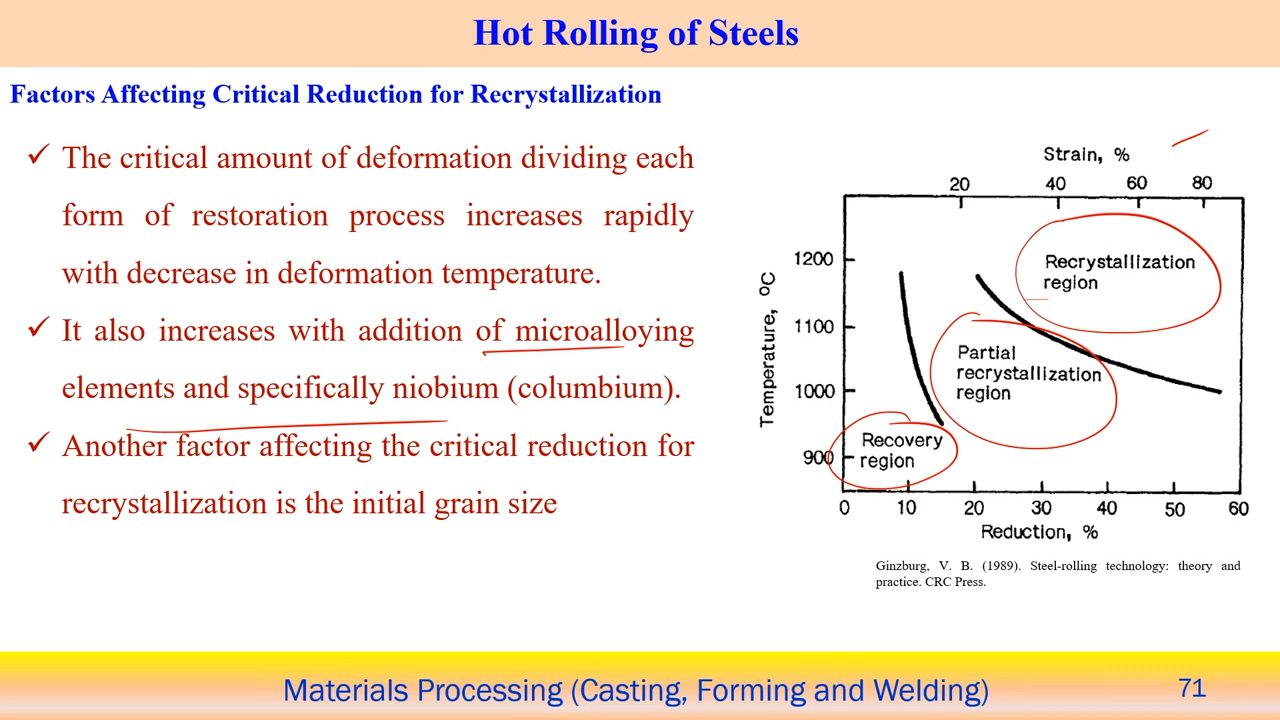 Hot Rolling of Steels
Factors Affecting Critical Reduction for Recrystallization
✓ The critical amount of deformation dividing each
form of restoration process increases rapidly
with decrease in deformation temperature.
✓ It also increases with addition of microalloying
elements and specifically niobium (columbium).
✓ Another factor affecting the critical reduction for
recrystallization is the initial grain size
Strain, %
20 40 60 80
Temperature, °C
1200
1100
1000
900
Recrystallization
region
Partial
recrystallization
region
Recovery
region
0 10 20 30 40 50 60
Reduction, %
Ginzburg, V. B. (1989). Steel-rolling technology: theory and
practice. CRC Press.
Materials Processing (Casting, Forming and Welding)
71